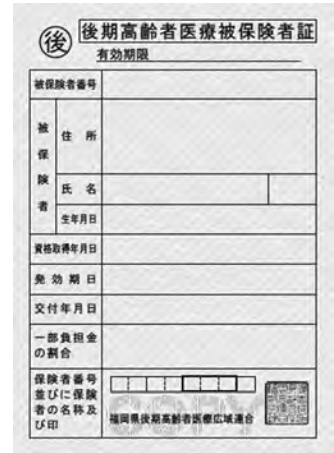 後 後期高齢者医療被保険者証
有効期限
被保険者番号
被保険者
住所
氏名
生年月日
資格取得年月日
発効期日
交付年月日
一部負担金
の割合
保険者番号
並びに保険
者の名称及
び印
福岡県後期高齢者医療広域連合
COPY